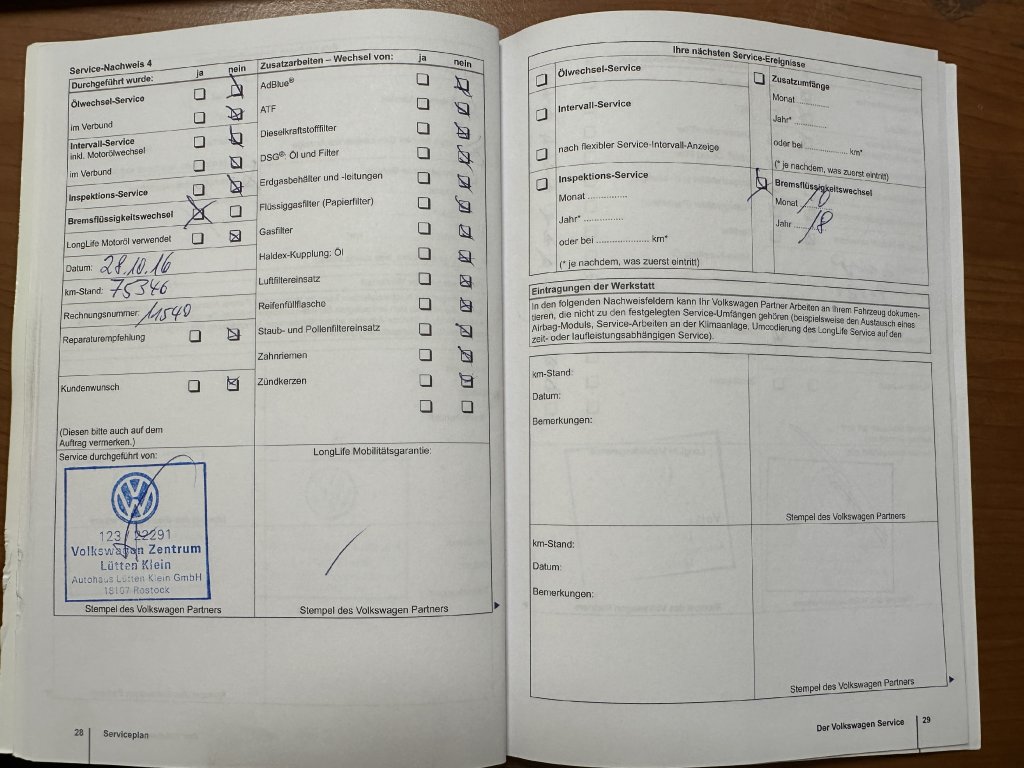 Service-Nachweis 4
Durchgeführt wurde: ja nein
Ölwechsel-Service
im Verbund
Intervall-Service
inkl. Motorölwechsel
im Verbund
Inspektions-Service
Bremsflüssigkeitswechsel
LongLife Motoröl verwendet
Datum: 28.10.16
km-Stand: 75346
Rechnungsnummer: 11540
Reparaturempfehlung
Kundenwunsch
(Diesen bitte auch auf dem
Auftrag vermerken.)
Zusatzarbeiten – Wechsel von: ja nein
AdBlue®
ATF
Dieselkraftstofffilter
DSG®: Öl und Filter
Erdgasbehälter und -leitungen
Flüssiggasfilter (Papierfilter)
Gasfilter
Haldex-Kupplung: Öl
Luftfiltereinsatz
Reifenfüllflasche
Staub- und Pollenfiltereinsatz
Zahnriemen
Zündkerzen
Service durchgeführt von:
123 / 22291
Volkswagen Zentrum
Lütten Klein
Autohaus Lütten Klein GmbH
18107 Rostock
Stempel des Volkswagen Partners
LongLife Mobilitätsgarantie:
Stempel des Volkswagen Partners
28 Serviceplan
Ihre nächsten Service-Ereignisse
Ölwechsel-Service
Intervall-Service
nach flexibler Service-Intervall-Anzeige
Inspektions-Service
Monat ..............
Jahr* ..............
oder bei ................... km*
(* je nachdem, was zuerst eintritt)
Zusatzumfänge
Monat ............
Jahr* ............
oder bei ................ km*
(* je nachdem, was zuerst eintritt)
Bremsflüssigkeitswechsel
Monat 10
Jahr 18
Eintragungen der Werkstatt
In den folgenden Nachweisfeldern kann Ihr Volkswagen Partner Arbeiten an Ihrem Fahrzeug dokumen-
tieren, die nicht zu den festgelegten Service-Umfängen gehören (beispielsweise den Austausch eines
Airbag-Moduls, Service-Arbeiten an der Klimaanlage, Umcodierung des LongLife Service auf den
zeit- oder laufleistungsabhängigen Service).
km-Stand:
Datum:
Bemerkungen:
Stempel des Volkswagen Partners
km-Stand:
Datum:
Bemerkungen:
Stempel des Volkswagen Partners
Der Volkswagen Service 29